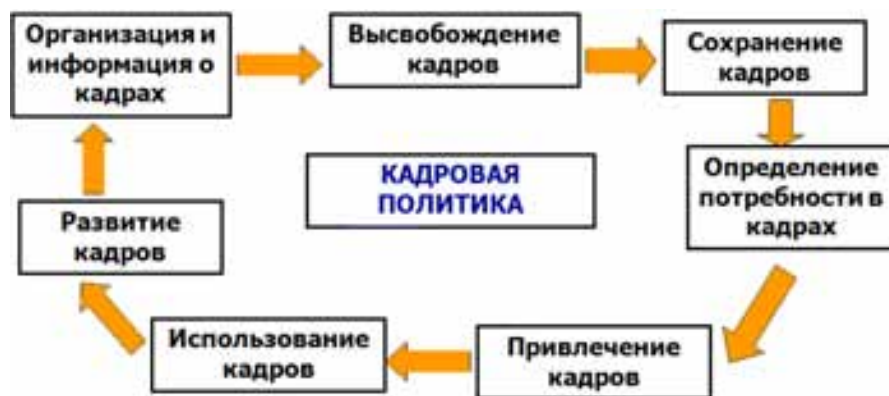 Организация и
информация о
кадрах
Высвобождение
кадров
Сохранение
кадров
Определение
потребности в
кадрах
Привлечение
кадров
Использование
кадров
Развитие
кадров
КАДРОВАЯ
ПОЛИТИКА